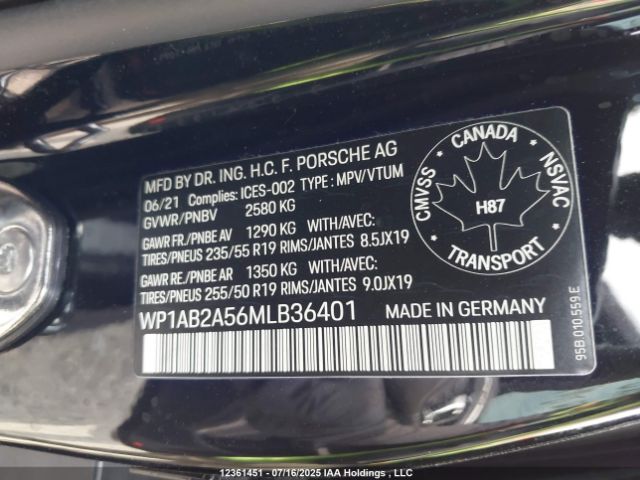 MFD BY DR. ING. H.C. F. PORSCHE AG
06/21 Complies: ICES-002 TYPE : MPV/VTUM
GVWR/PNBV 2580 KG
GAWR FR./PNBE AV 1290 KG WITH/AVEC:
TIRES/PNEUS 235/55 R19 RIMS/JANTES 8.5JX19
GAWR RE./PNBE AR 1350 KG WITH/AVEC:
TIRES/PNEUS 255/50 R19 RIMS/JANTES 9.0JX19
WP1AB2A56MLB36401 MADE IN GERMANY
CANADA
CMVSS
NSVAC
H87
TRANSPORT
95B.010.559.E
12361451 - 07/16/2025 IAA Holdings , LLC